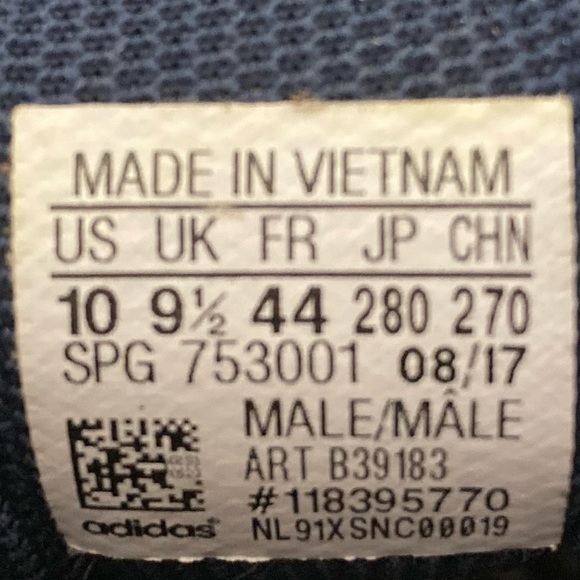 MADE IN VIETNAM
US UK FR JP CHN
10 9½ 44 280 270
SPG 753001 08/17
MALE/MÂLE
ART B39183
#118395770
adidas® NL91XSNC00019